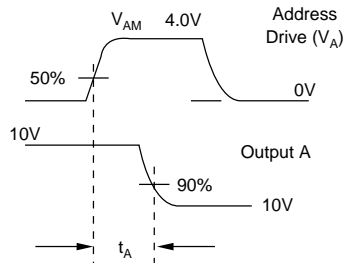 V_AM 4.0V Address
Drive (V_A)
50%
0V
10V
Output A
90%
10V
t_A